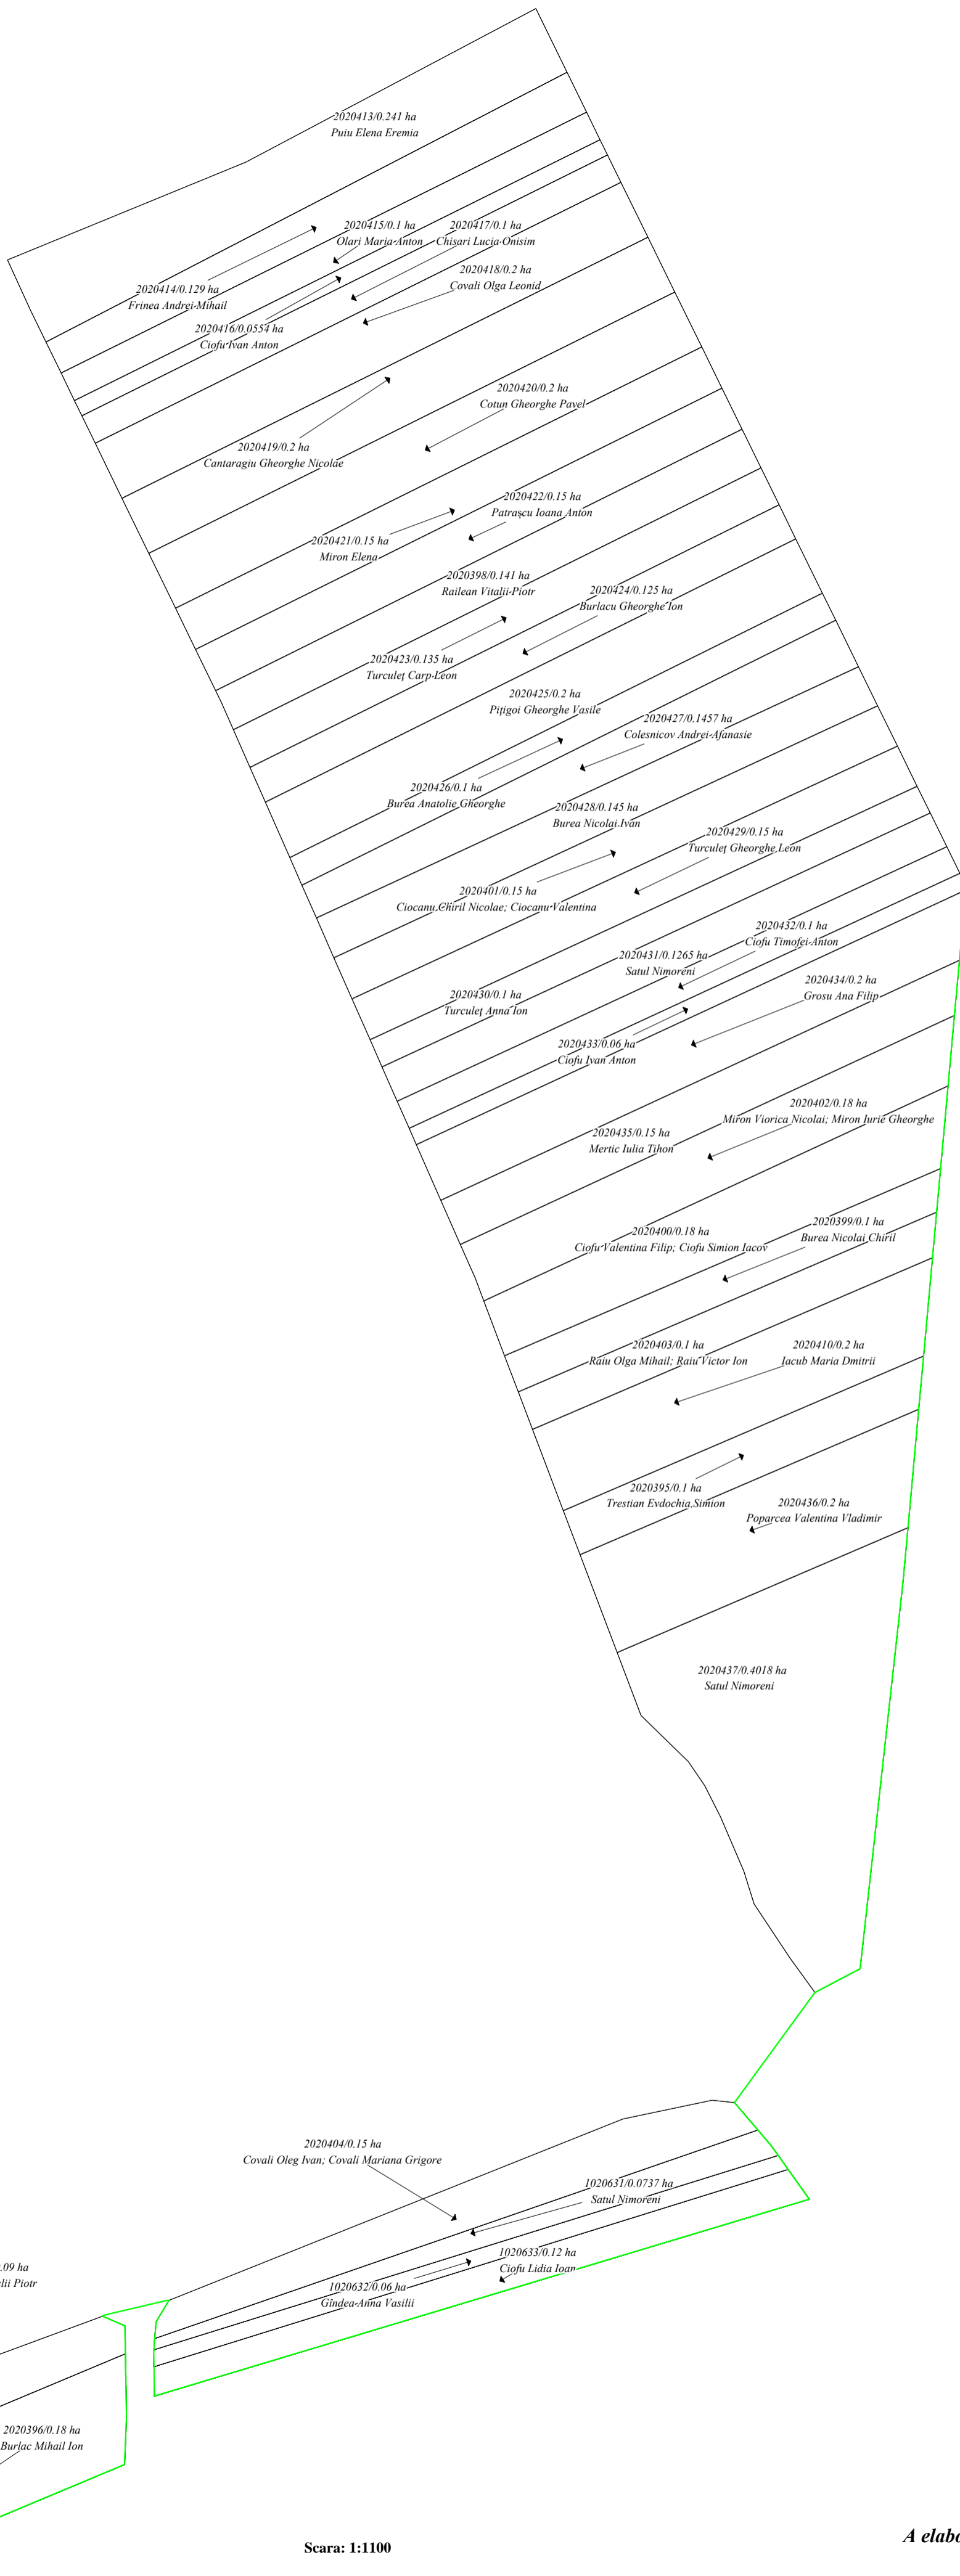 2020413/0.241 ha
Puiu Elena Eremia
2020415/0.1 ha
Olari Maria Anton
2020417/0.1 ha
Chisari Lucia Onisim
2020418/0.2 ha
Covali Olga Leonid
2020414/0.129 ha
Frinea Andrei Mihail
2020416/0.0554 ha
Ciofu Ivan Anton
2020420/0.2 ha
Cotun Gheorghe Pavel
2020419/0.2 ha
Cantaragiu Gheorghe Nicolae
2020422/0.15 ha
Patrașcu Ioana Anton
2020421/0.15 ha
Miron Elena
2020398/0.141 ha
Railean Vitalii Piotr
2020424/0.125 ha
Burlacu Gheorghe Ion
2020423/0.135 ha
Turculeț Carp Leon
2020425/0.2 ha
Pițigoi Gheorghe Vasile
2020427/0.1457 ha
Colesnicov Andrei Afanasie
2020426/0.1 ha
Burea Anatolie Gheorghe
2020428/0.145 ha
Burea Nicolai Ivan
2020429/0.15 ha
Turculeț Gheorghe Leon
2020401/0.15 ha
Ciocanu Chiril Nicolae; Ciocanu Valentina
2020432/0.1 ha
Ciofu Timofei Anton
2020431/0.1265 ha
Satul Nimoreni
2020434/0.2 ha
Grosu Ana Filip
2020430/0.1 ha
Turculeț Anna Ion
2020433/0.06 ha
Ciofu Ivan Anton
2020402/0.18 ha
Miron Viorica Nicolai; Miron Iurie Gheorghe
2020435/0.15 ha
Mertic Iulia Tihon
2020399/0.1 ha
Burea Nicolai Chiril
2020400/0.18 ha
Ciofu Valentina Filip; Ciofu Simion Iacov
2020403/0.1 ha
Raiu Olga Mihail; Raiu Victor Ion
2020410/0.2 ha
Iacub Maria Dmitrii
2020395/0.1 ha
Trestian Evdochia Simion
2020436/0.2 ha
Poparcea Valentina Vladimir
2020437/0.4018 ha
Satul Nimoreni
2020404/0.15 ha
Covali Oleg Ivan; Covali Mariana Grigore
1020631/0.0737 ha
Satul Nimoreni
1020633/0.12 ha
Ciofu Lidia Ioan
.09 ha
lii Piotr
1020632/0.06 ha
Gîndea Anna Vasilii
2020396/0.18 ha
Burlac Mihail Ion
A elabo
Scara: 1:1100